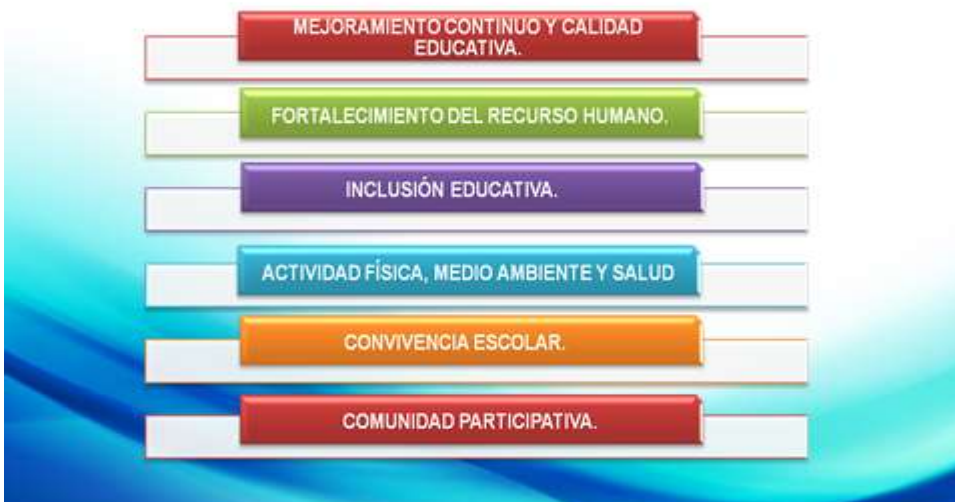 MEJORAMIENTO CONTINUO Y CALIDAD
EDUCATIVA.
FORTALECIMIENTO DEL RECURSO HUMANO.
INCLUSIÓN EDUCATIVA.
ACTIVIDAD FÍSICA, MEDIO AMBIENTE Y SALUD
CONVIVENCIA ESCOLAR.
COMUNIDAD PARTICIPATIVA.